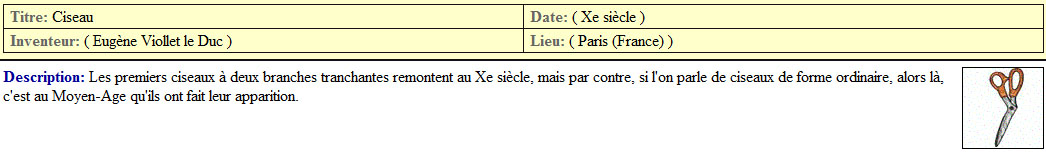 Titre: Ciseau
Date: ( Xe siècle )
Inventeur: ( Eugène Viollet le Duc )
Lieu: ( Paris (France) )
Description: Les premiers ciseaux à deux branches tranchantes remontent au Xe siècle, mais par contre, si l'on parle de ciseaux de forme ordinaire, alors là,
c'est au Moyen-Age qu'ils ont fait leur apparition.